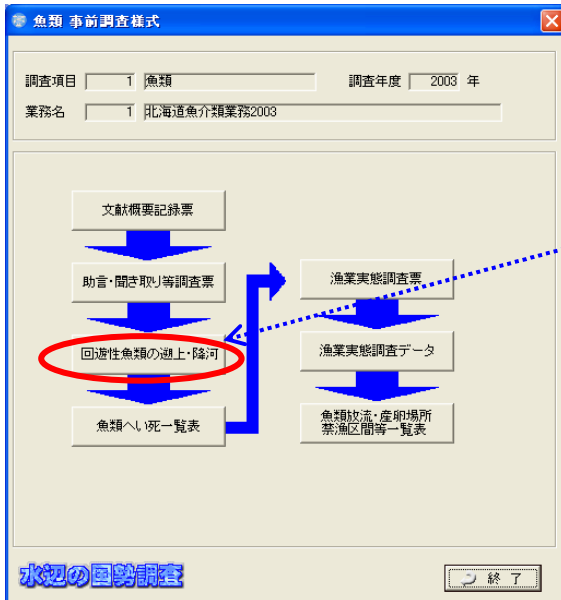 魚類 事前調査様式
調査項目 1 魚類 調査年度 2003 年
業務名 1 北海道魚介類業務2003
文献概要記録票
助言・聞き取り等調査票
回遊性魚類の遡上・降河
魚類へい死一覧表
漁業実態調査票
漁業実態調査データ
魚類放流・産卵場所
禁漁区間等一覧表
水辺の国勢調査
終 了